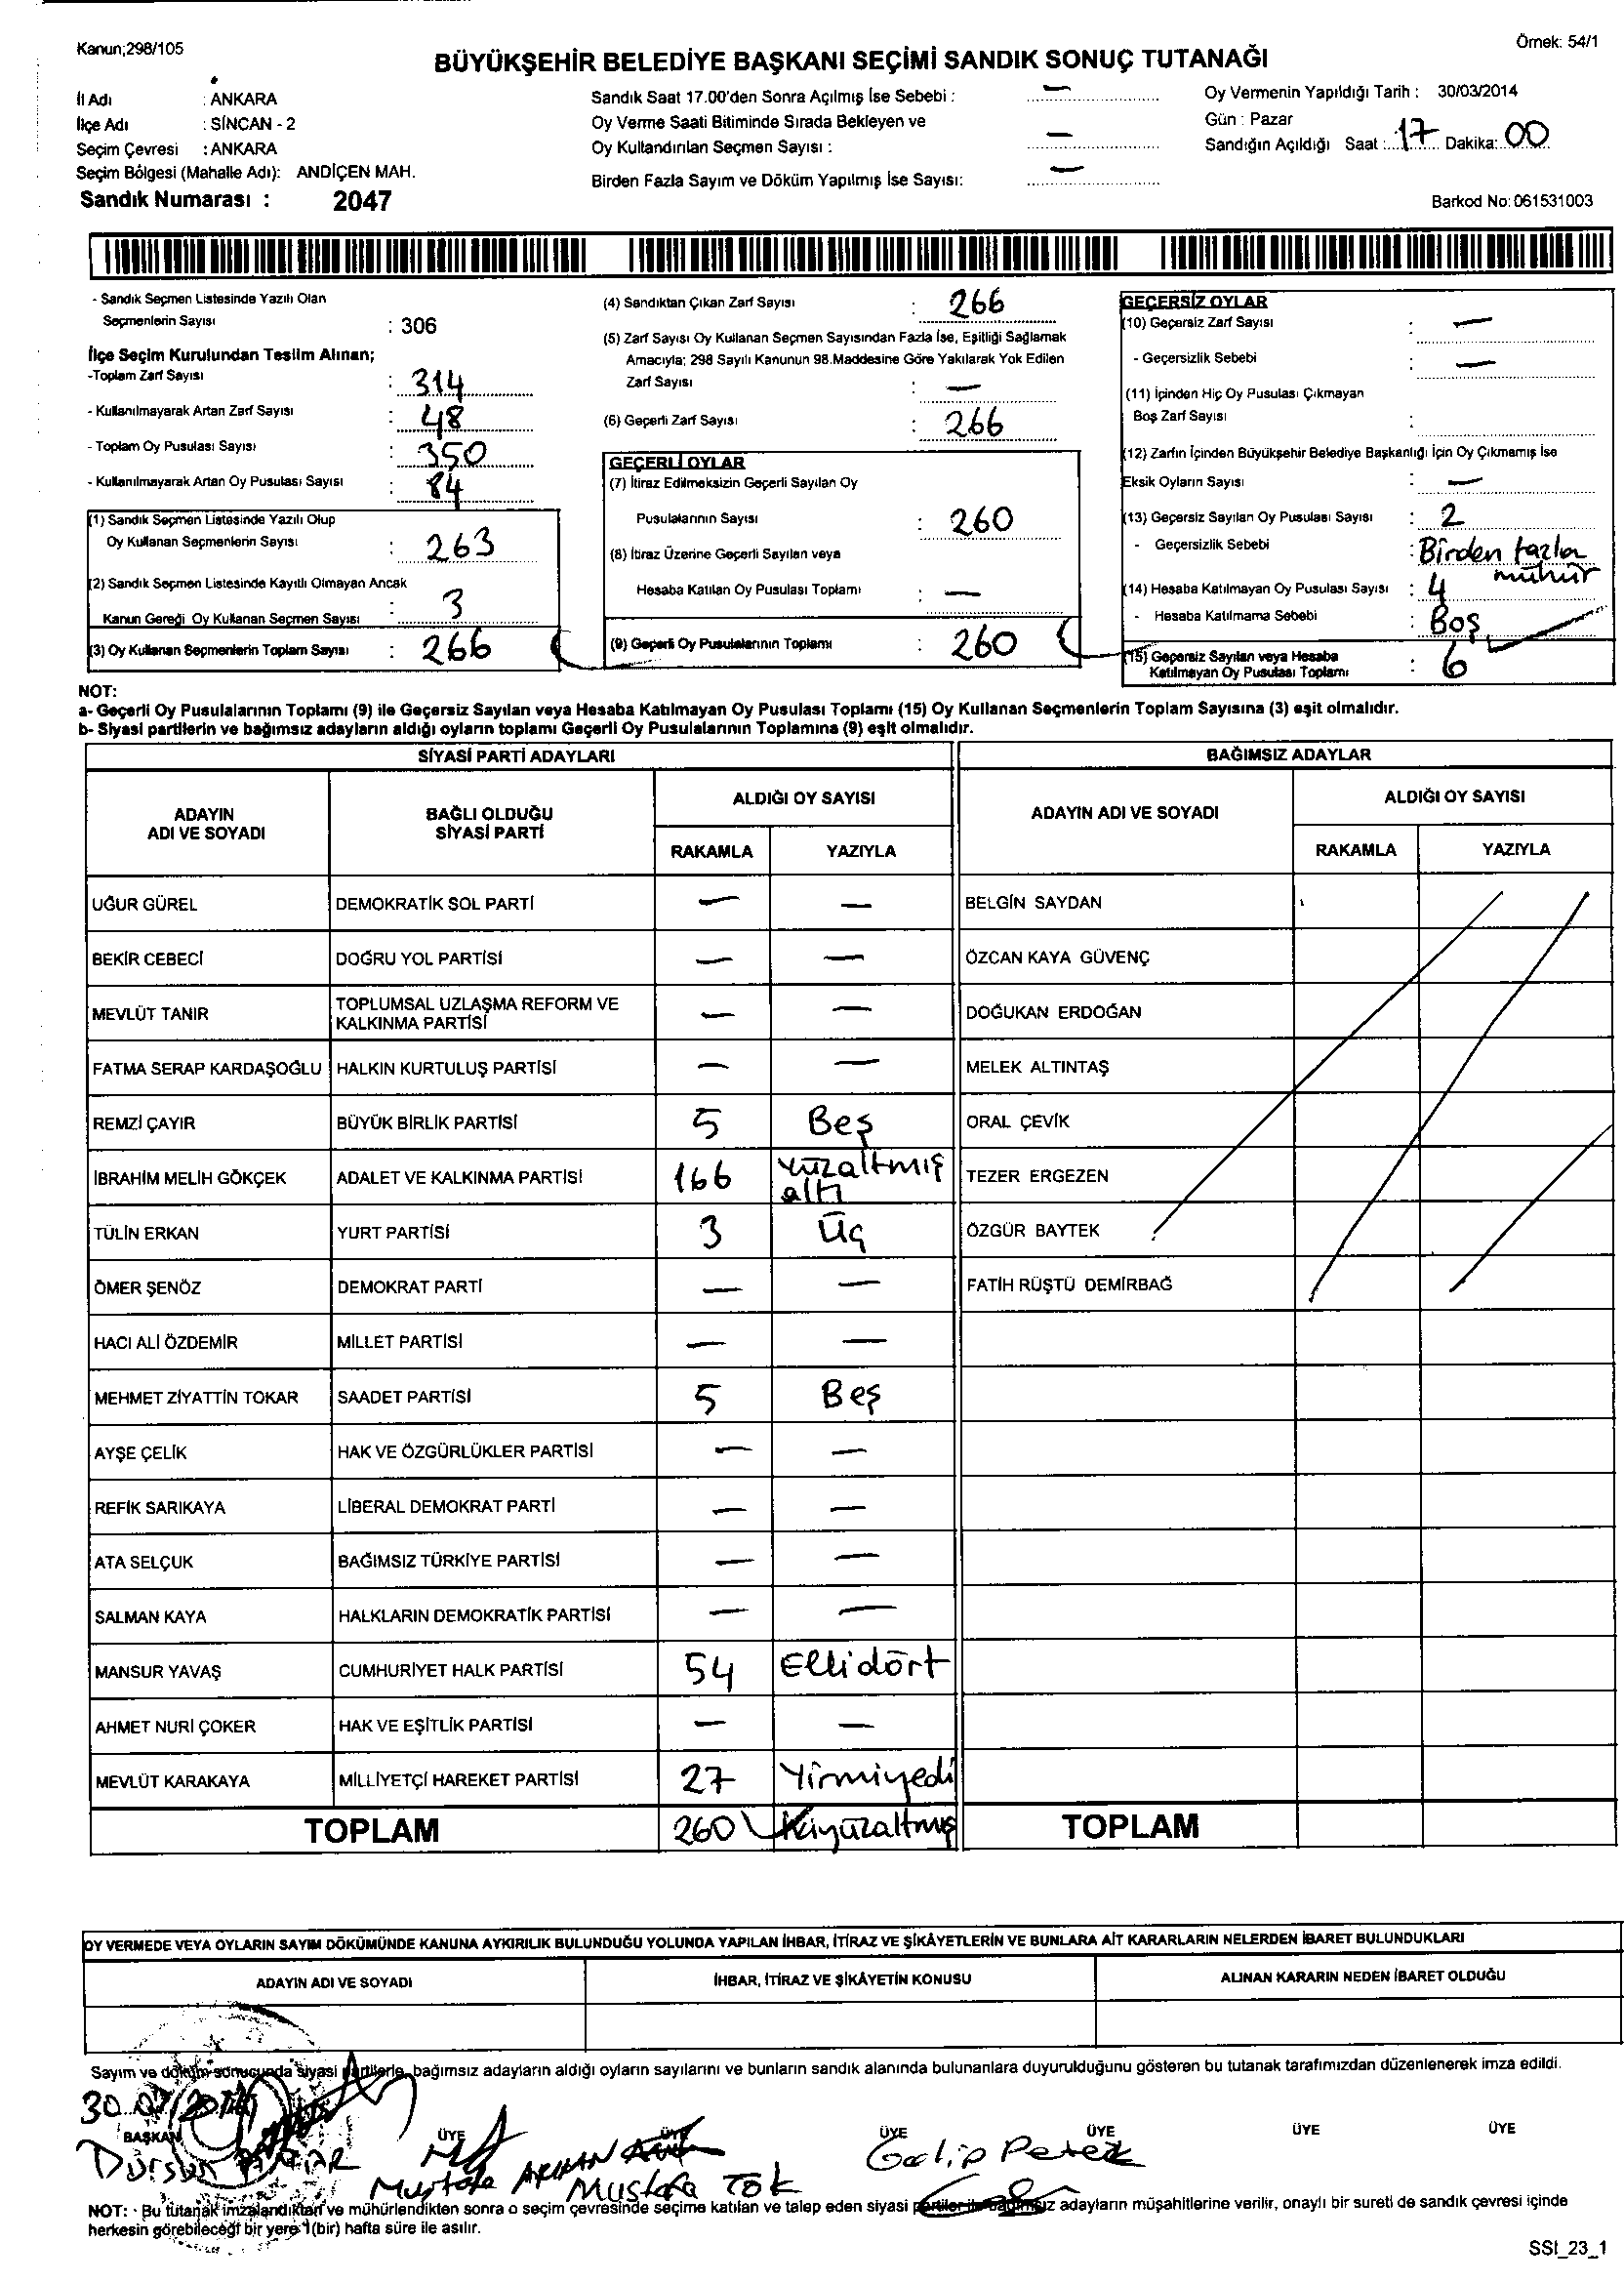 Kanun;298/105
Örnek: 54/1
BÜYÜKŞEHİR BELEDİYE BAŞKANI SEÇİMİ SANDIK SONUÇ TUTANAĞI
İl Adı : ANKARA
İlçe Adı : SİNCAN - 2
Seçim Çevresi : ANKARA
Seçim Bölgesi (Mahalle Adı): ANDİÇEN MAH.
Sandık Numarası : 2047
Sandık Saat 17.00'den Sonra Açılmış İse Sebebi : —
Oy Verme Saati Bitiminde Sırada Bekleyen ve
Oy Kullandırılan Seçmen Sayısı : —
Birden Fazla Sayım ve Döküm Yapılmış İse Sayısı: —
Oy Vermenin Yapıldığı Tarih : 30/03/2014
Gün : Pazar
Sandığın Açıldığı Saat : 17 Dakika: 00
Barkod No: 061531003
- Sandık Seçmen Listesinde Yazılı Olan
Seçmenlerin Sayısı : 306
İlçe Seçim Kurulundan Teslim Alınan;
-Toplam Zarf Sayısı : 314
- Kullanılmayarak Artan Zarf Sayısı : 48
- Toplam Oy Pusulası Sayısı : 350
- Kullanılmayarak Artan Oy Pusulası Sayısı : 84
(1) Sandık Seçmen Listesinde Yazılı Olup
Oy Kullanan Seçmenlerin Sayısı : 263
(2) Sandık Seçmen Listesinde Kayıtlı Olmayan Ancak
Kanun Gereği Oy Kullanan Seçmen Sayısı : 3
(3) Oy Kullanan Seçmenlerin Toplam Sayısı : 266
(4) Sandıktan Çıkan Zarf Sayısı : 266
(5) Zarf Sayısı Oy Kullanan Seçmen Sayısından Fazla İse, Eşitliği Sağlamak
Amacıyla; 298 Sayılı Kanunun 98.Maddesine Göre Yakılarak Yok Edilen
Zarf Sayısı : —
(6) Geçerli Zarf Sayısı : 266
GEÇERLİ OYLAR
(7) İtiraz Edilmeksizin Geçerli Sayılan Oy
Pusulalarının Sayısı : 260
(8) İtiraz Üzerine Geçerli Sayılan veya
Hesaba Katılan Oy Pusulası Toplamı : —
(9) Geçerli Oy Pusulalarının Toplamı : 260
GEÇERSİZ OYLAR
(10) Geçersiz Zarf Sayısı : —
- Geçersizlik Sebebi : —
(11) İçinden Hiç Oy Pusulası Çıkmayan
Boş Zarf Sayısı :
(12) Zarfın İçinden Büyükşehir Belediye Başkanlığı İçin Oy Çıkmamış İse
Eksik Oyların Sayısı : —
(13) Geçersiz Sayılan Oy Pusulası Sayısı : 2
- Geçersizlik Sebebi : Birden fazla
mühür
(14) Hesaba Katılmayan Oy Pusulası Sayısı : 4
- Hesaba Katılmama Sebebi : Boş
(15) Geçersiz Sayılan veya Hesaba
Katılmayan Oy Pusulası Toplamı : 6
NOT:
a- Geçerli Oy Pusulalarının Toplamı (9) ile Geçersiz Sayılan veya Hesaba Katılmayan Oy Pusulası Toplamı (15) Oy Kullanan Seçmenlerin Toplam Sayısına (3) eşit olmalıdır.
b- Siyasi partilerin ve bağımsız adayların aldığı oyların toplamı Geçerli Oy Pusulalarının Toplamına (9) eşit olmalıdır.
SİYASİ PARTİ ADAYLARI BAĞIMSIZ ADAYLAR
ADAYIN
ADI VE SOYADI
BAĞLI OLDUĞU
SİYASİ PARTİ
ALDIĞI OY SAYISI
RAKAMLA YAZIYLA
ADAYIN ADI VE SOYADI
ALDIĞI OY SAYISI
RAKAMLA YAZIYLA
UĞUR GÜREL DEMOKRATİK SOL PARTİ — — BELGİN SAYDAN
BEKİR CEBECİ DOĞRU YOL PARTİSİ — — ÖZCAN KAYA GÜVENÇ
MEVLÜT TANIR TOPLUMSAL UZLAŞMA REFORM VE
KALKINMA PARTİSİ — — DOĞUKAN ERDOĞAN
FATMA SERAP KARDAŞOĞLU HALKIN KURTULUŞ PARTİSİ — — MELEK ALTINTAŞ
REMZİ ÇAYIR BÜYÜK BİRLİK PARTİSİ 5 Beş ORAL ÇEVİK
İBRAHİM MELİH GÖKÇEK ADALET VE KALKINMA PARTİSİ 166 Yüzaltmış
altı TEZER ERGEZEN
TÜLİN ERKAN YURT PARTİSİ 3 Üç ÖZGÜR BAYTEK
ÖMER ŞENÖZ DEMOKRAT PARTİ — — FATİH RÜŞTÜ DEMİRBAĞ
HACI ALİ ÖZDEMİR MİLLET PARTİSİ — —
MEHMET ZİYATTİN TOKAR SAADET PARTİSİ 5 Beş
AYŞE ÇELİK HAK VE ÖZGÜRLÜKLER PARTİSİ — —
REFİK SARIKAYA LİBERAL DEMOKRAT PARTİ — —
ATA SELÇUK BAĞIMSIZ TÜRKİYE PARTİSİ — —
SALMAN KAYA HALKLARIN DEMOKRATİK PARTİSİ — —
MANSUR YAVAŞ CUMHURİYET HALK PARTİSİ 54 Ellidört
AHMET NURİ ÇOKER HAK VE EŞİTLİK PARTİSİ — —
MEVLÜT KARAKAYA MİLLİYETÇİ HAREKET PARTİSİ 27 Yirmiyedi
TOPLAM 260 İkiyüzaltmış TOPLAM
OY VERMEDE VEYA OYLARIN SAYIM DÖKÜMÜNDE KANUNA AYKIRILIK BULUNDUĞU YOLUNDA YAPILAN İHBAR, İTİRAZ VE ŞİKÂYETLERİN VE BUNLARA AİT KARARLARIN NELERDEN İBARET BULUNDUKLARI
ADAYIN ADI VE SOYADI İHBAR, İTİRAZ VE ŞİKÂYETİN KONUSU ALINAN KARARIN NEDEN İBARET OLDUĞU
Sayım ve döküm sonucunda siyasi partilerle, bağımsız adayların aldığı oyların sayılarını ve bunların sandık alanında bulunanlara duyurulduğunu gösteren bu tutanak tarafımızdan düzenlenerek imza edildi.
BAŞKAN ÜYE ÜYE ÜYE ÜYE ÜYE ÜYE
Dursun Mustafa Mustafa Tok Galip Petek
NOT: - Bu tutanak imzalandıktan ve mühürlendikten sonra o seçim çevresinde seçime katılan ve talep eden siyasi partiler ile bağımsız adayların müşahitlerine verilir, onaylı bir sureti de sandık çevresi içinde
herkesin görebileceği bir yere 1(bir) hafta süre ile asılır.
SSI_23_1